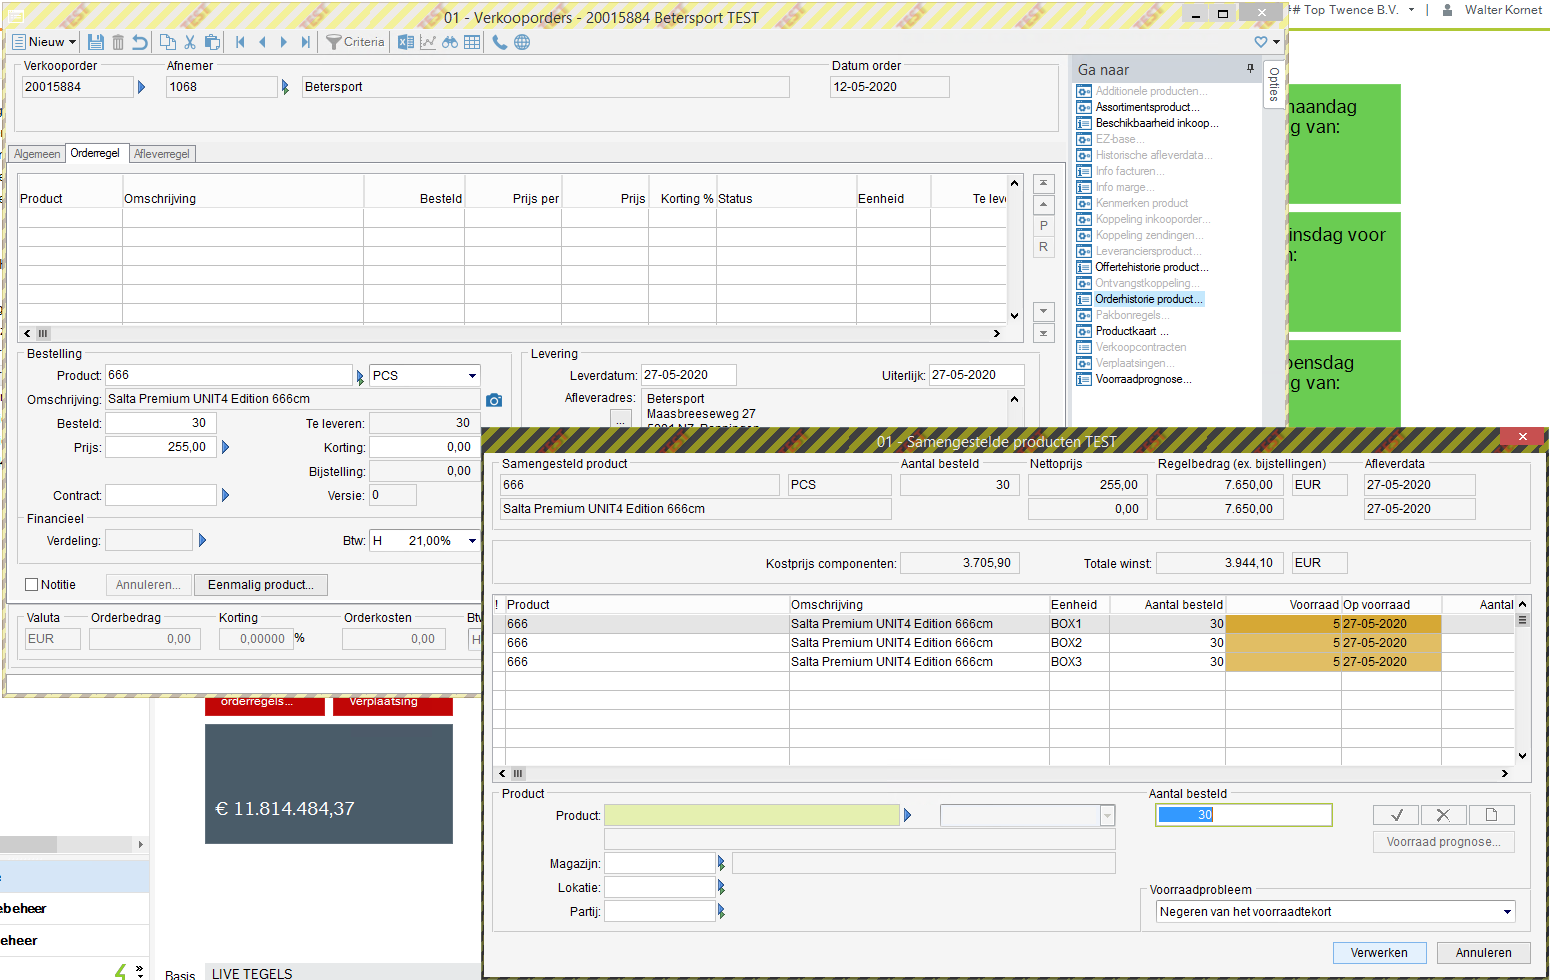 01 - Verkooporders - 20015884 Betersport TEST
## Top Twence B.V.
Walter Kornet
Nieuw
Criteria
Verkooporder
Afnemer
Datum order
20015884
1068
Betersport
12-05-2020
Algemeen
Orderregel
Afleverregel
Product
Omschrijving
Besteld
Prijs per
Prijs
Korting %
Status
Eenheid
Te leve
P
R
Ga naar
Opties
Additionele producten...
Assortimentsproduct...
Beschikbaarheid inkoop...
EZ-base...
Historische afleverdata...
Info facturen...
Info marge...
Kenmerken product
Koppeling inkooporder...
Koppeling zendingen...
Leveranciersproduct...
Offertehistorie product...
Ontvangstkoppeling...
Orderhistorie product...
Pakbonregels...
Productkaart ...
Verkoopcontracten
Verplaatsingen...
Voorraadprognose...
naandag
g van:
insdag voor
n:
oensdag
g van:
Bestelling
Product:
666
PCS
Omschrijving:
Salta Premium UNIT4 Edition 666cm
Besteld:
30
Te leveren:
30
Prijs:
255,00
Korting:
0,00
Bijstelling:
0,00
Contract:
Versie:
0
Levering
Leverdatum:
27-05-2020
Uiterlijk:
27-05-2020
Afleveradres:
Betersport
Maasbreeseweg 27
...
Financieel
Verdeling:
Btw:
H
21,00%
Notitie
Annuleren...
Eenmalig product...
Valuta
Orderbedrag
Korting
Orderkosten
EUR
0,00
0,00000
%
0,00
H
orderregels...
Verplaatsing
€ 11.814.484,37
ebeheer
eheer
Basis
LIVE TEGELS
01 - Samengestelde producten TEST
Samengesteld product
Aantal besteld
Nettoprijs
Regelbedrag (ex. bijstellingen)
Afleverdata
666
PCS
30
255,00
7.650,00
EUR
27-05-2020
Salta Premium UNIT4 Edition 666cm
0,00
7.650,00
27-05-2020
Kostprijs componenten:
3.705,90
Totale winst:
3.944,10
EUR
! Product
Omschrijving
Eenheid
Aantal besteld
Voorraad
Op voorraad
Aantal
666 Salta Premium UNIT4 Edition 666cm BOX1 30 5 27-05-2020
666 Salta Premium UNIT4 Edition 666cm BOX2 30 5 27-05-2020
666 Salta Premium UNIT4 Edition 666cm BOX3 30 5 27-05-2020
Product
Product:
Aantal besteld
30
Voorraad prognose...
Magazijn:
Lokatie:
Partij:
Voorraadprobleem
Negeren van het voorraadtekort
Verwerken
Annuleren